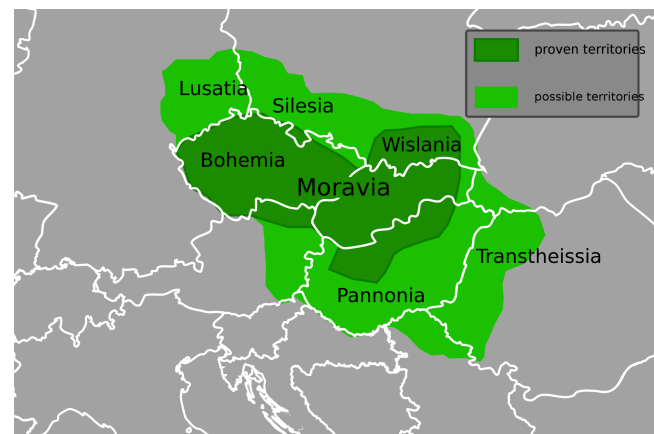 proven territories
possible territories
Lusatia
Silesia
Wislania
Bohemia
Moravia
Transtheissia
Pannonia